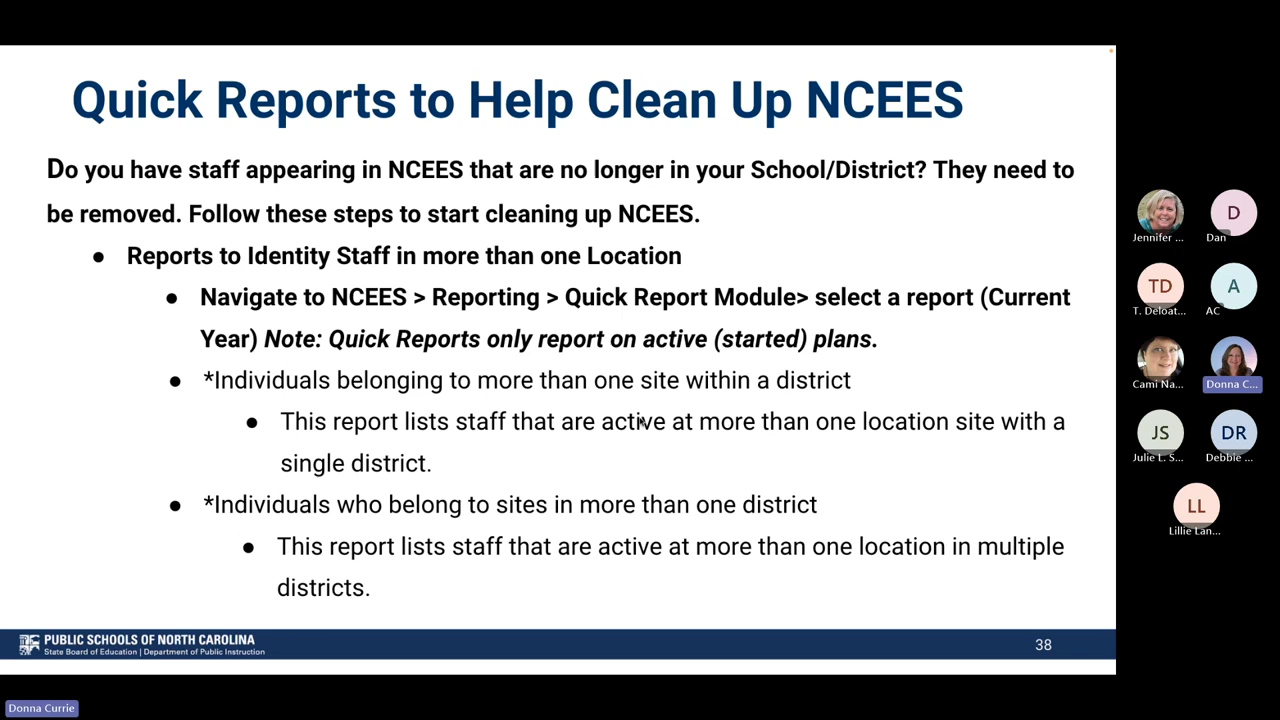 Quick Reports to Help Clean Up NCEES
Do you have staff appearing in NCEES that are no longer in your School/District? They need to
be removed. Follow these steps to start cleaning up NCEES.
● Reports to Identity Staff in more than one Location
● Navigate to NCEES > Reporting > Quick Report Module> select a report (Current
Year) Note: Quick Reports only report on active (started) plans.
● *Individuals belonging to more than one site within a district
● This report lists staff that are active at more than one location site with a
single district.
● *Individuals who belong to sites in more than one district
● This report lists staff that are active at more than one location in multiple
districts.
PUBLIC SCHOOLS OF NORTH CAROLINA
State Board of Education | Department of Public Instruction
38
Jennifer ...
D
Dan
TD
T. Deloat...
A
AC
Cami Na...
Donna C...
JS
Julie L. S...
DR
Debbie ...
LL
Lillie Lan...
Donna Currie